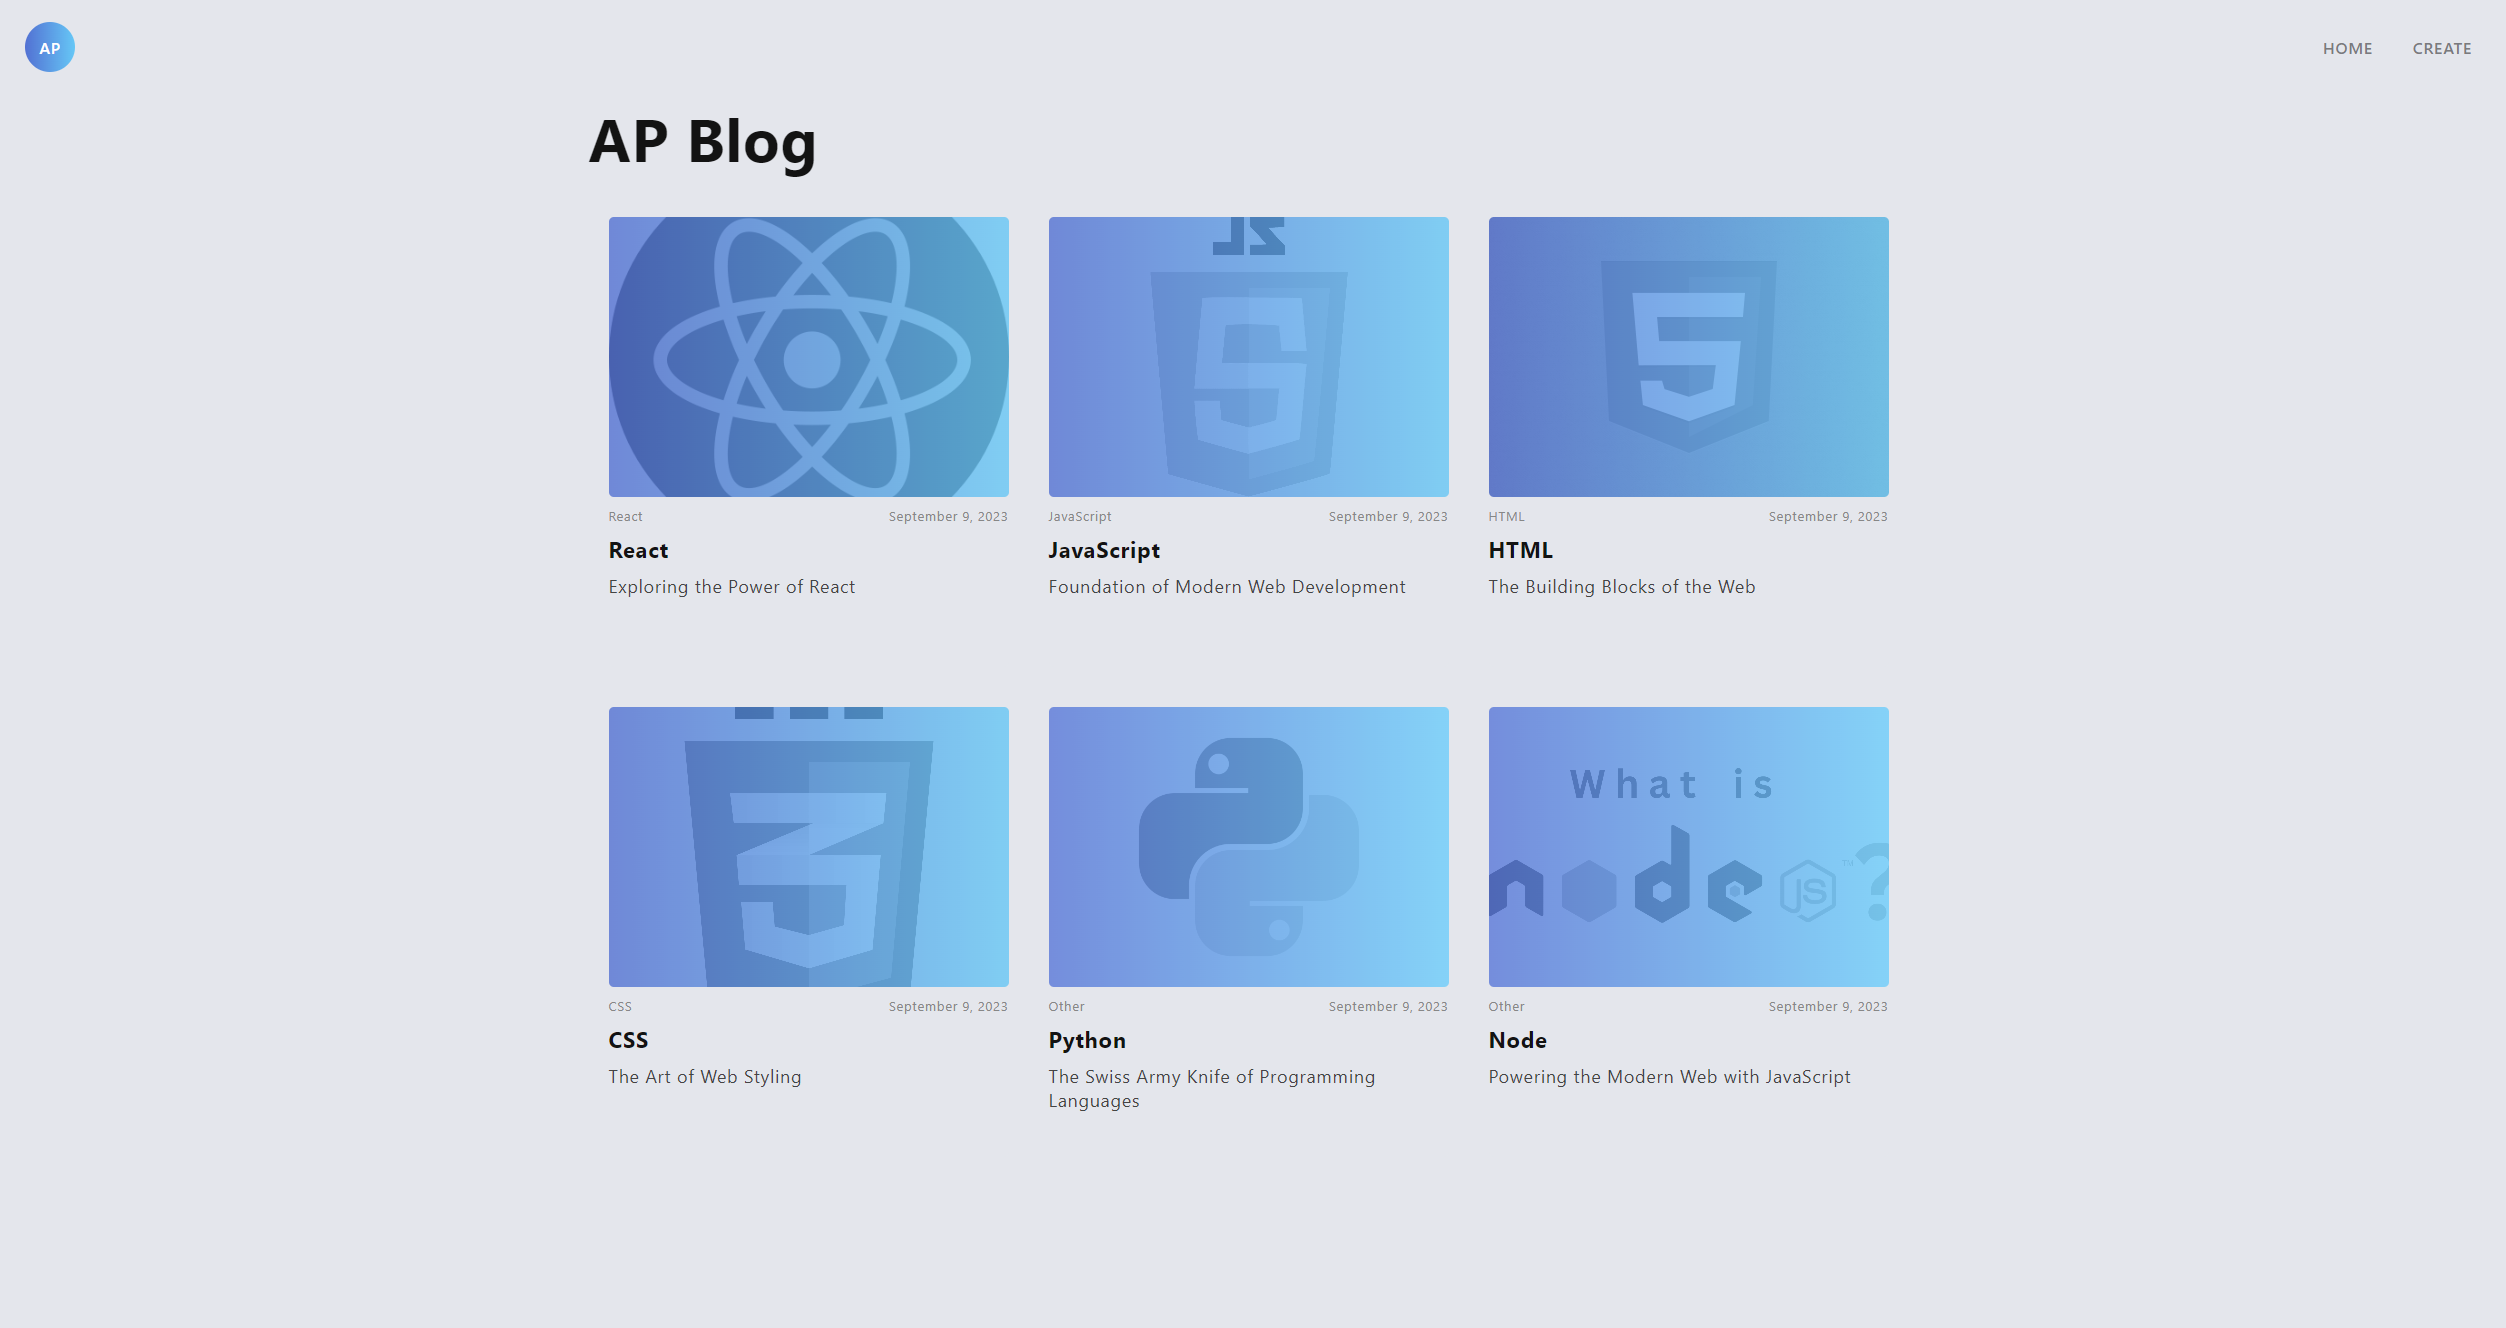 AP
HOME
CREATE
AP Blog
JS
React
September 9, 2023
JavaScript
September 9, 2023
HTML
September 9, 2023
React
JavaScript
HTML
Exploring the Power of React
Foundation of Modern Web Development
The Building Blocks of the Web
What is
node JS ™ ?
CSS
September 9, 2023
Other
September 9, 2023
Other
September 9, 2023
CSS
Python
Node
The Art of Web Styling
The Swiss Army Knife of Programming
Languages
Powering the Modern Web with JavaScript